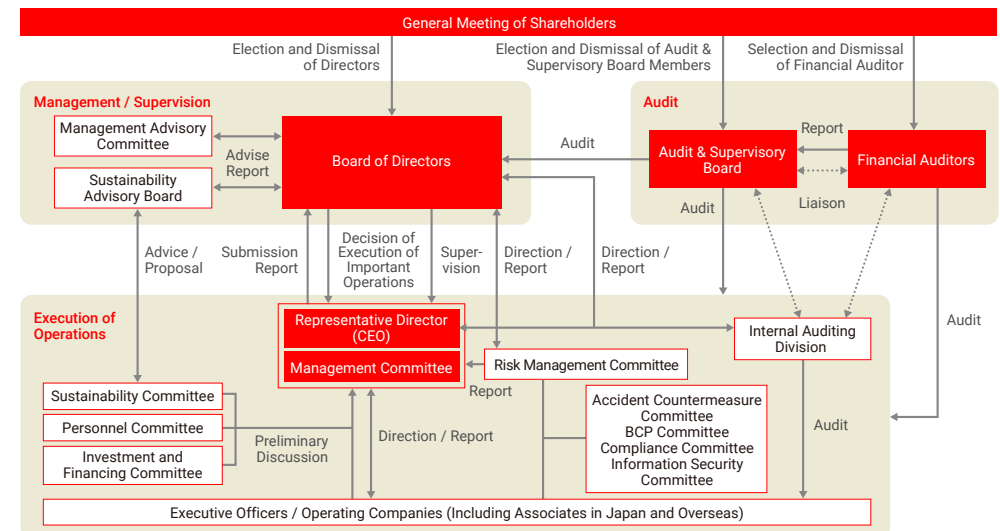 General Meeting of Shareholders
Election and Dismissal
of Directors
Election and Dismissal of Audit &
Supervisory Board Members
Selection and Dismissal
of Financial Auditor
Management / Supervision
Management Advisory
Committee
Sustainability
Advisory Board
Advise
Report
Board of Directors
Audit
Audit
Audit & Supervisory
Board
Report
Liaison
Financial Auditors
Audit
Advice /
Proposal
Submission
Report
Decision of
Execution of
Important
Operations
Super-
vision
Direction /
Report
Direction /
Report
Execution of
Operations
Representative Director
(CEO)
Management Committee
Risk Management Committee
Report
Internal Auditing
Division
Audit
Sustainability Committee
Personnel Committee
Investment and
Financing Committee
Preliminary
Discussion
Direction / Report
Accident Countermeasure
Committee
BCP Committee
Compliance Committee
Information Security
Committee
Audit
Executive Officers / Operating Companies (Including Associates in Japan and Overseas)